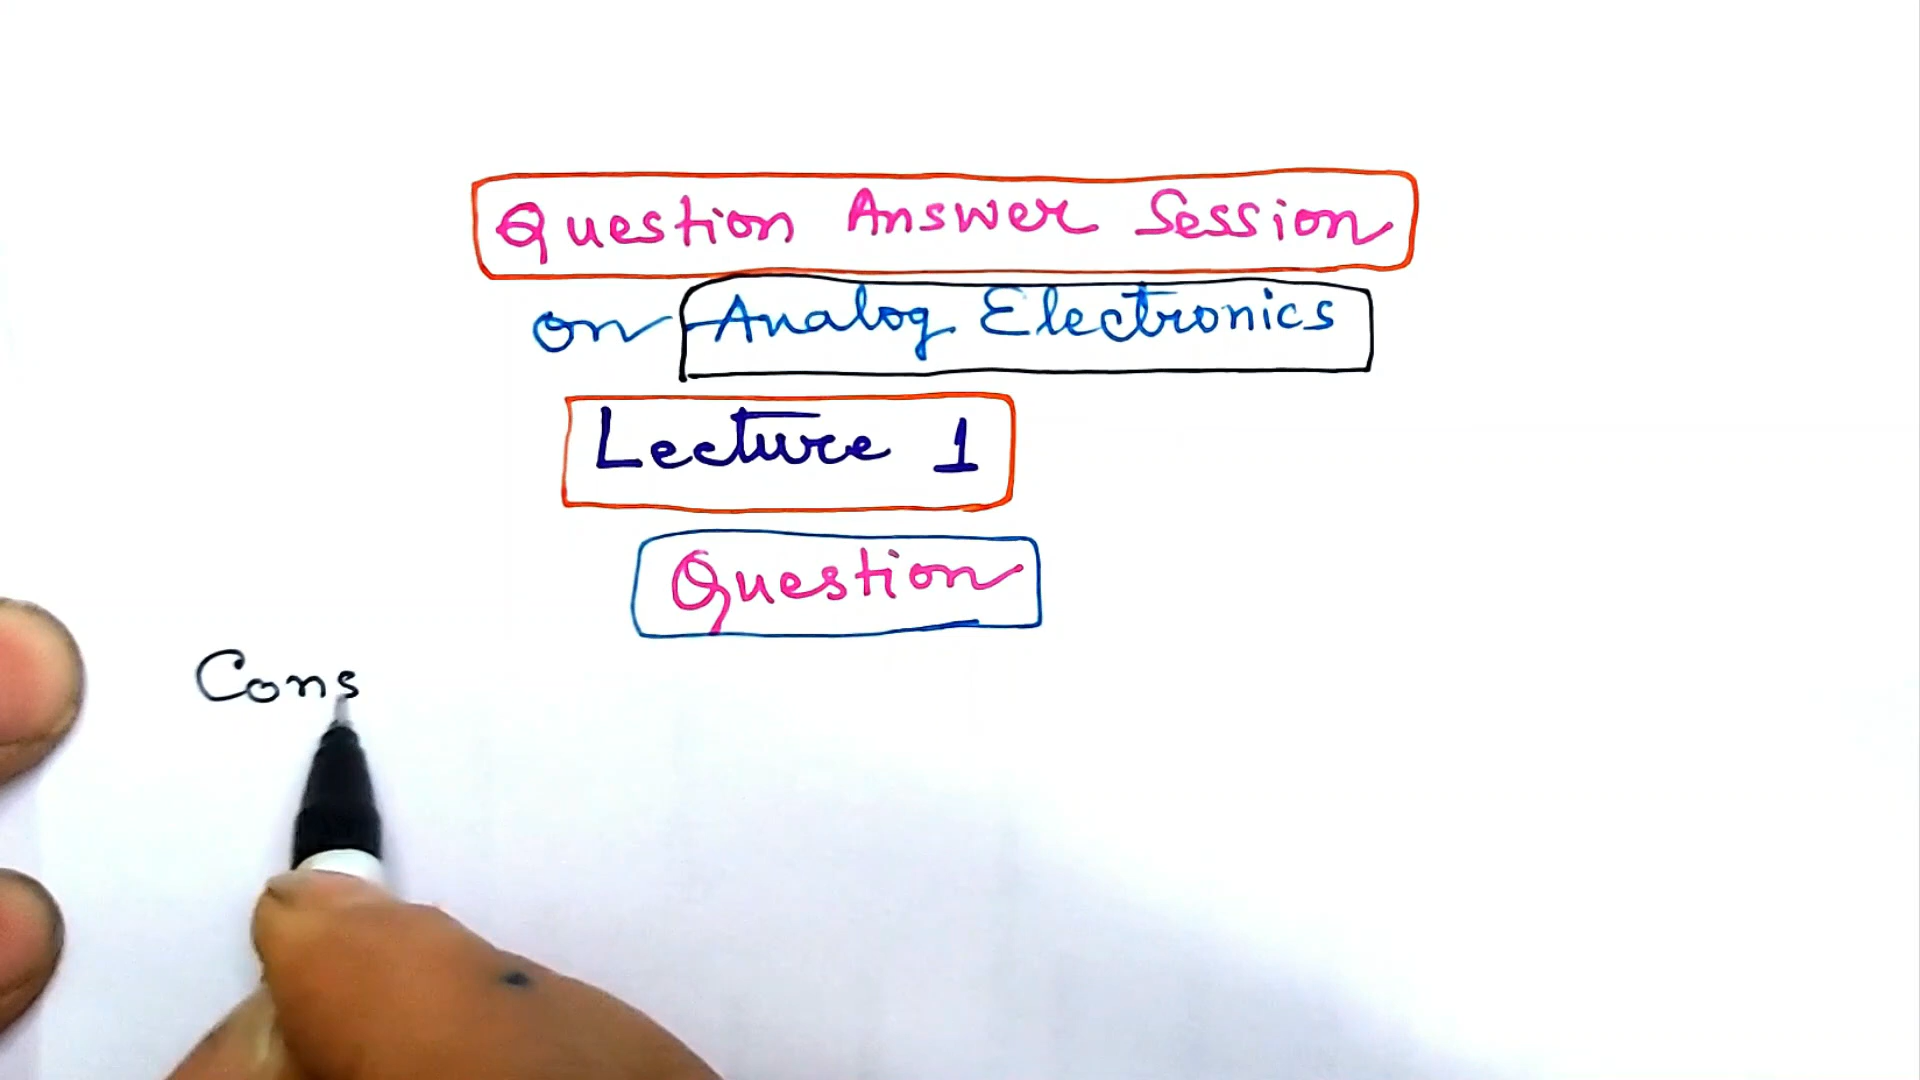 Question Answer Session
on Analog Electronics
Lecture 1
Question
Cons